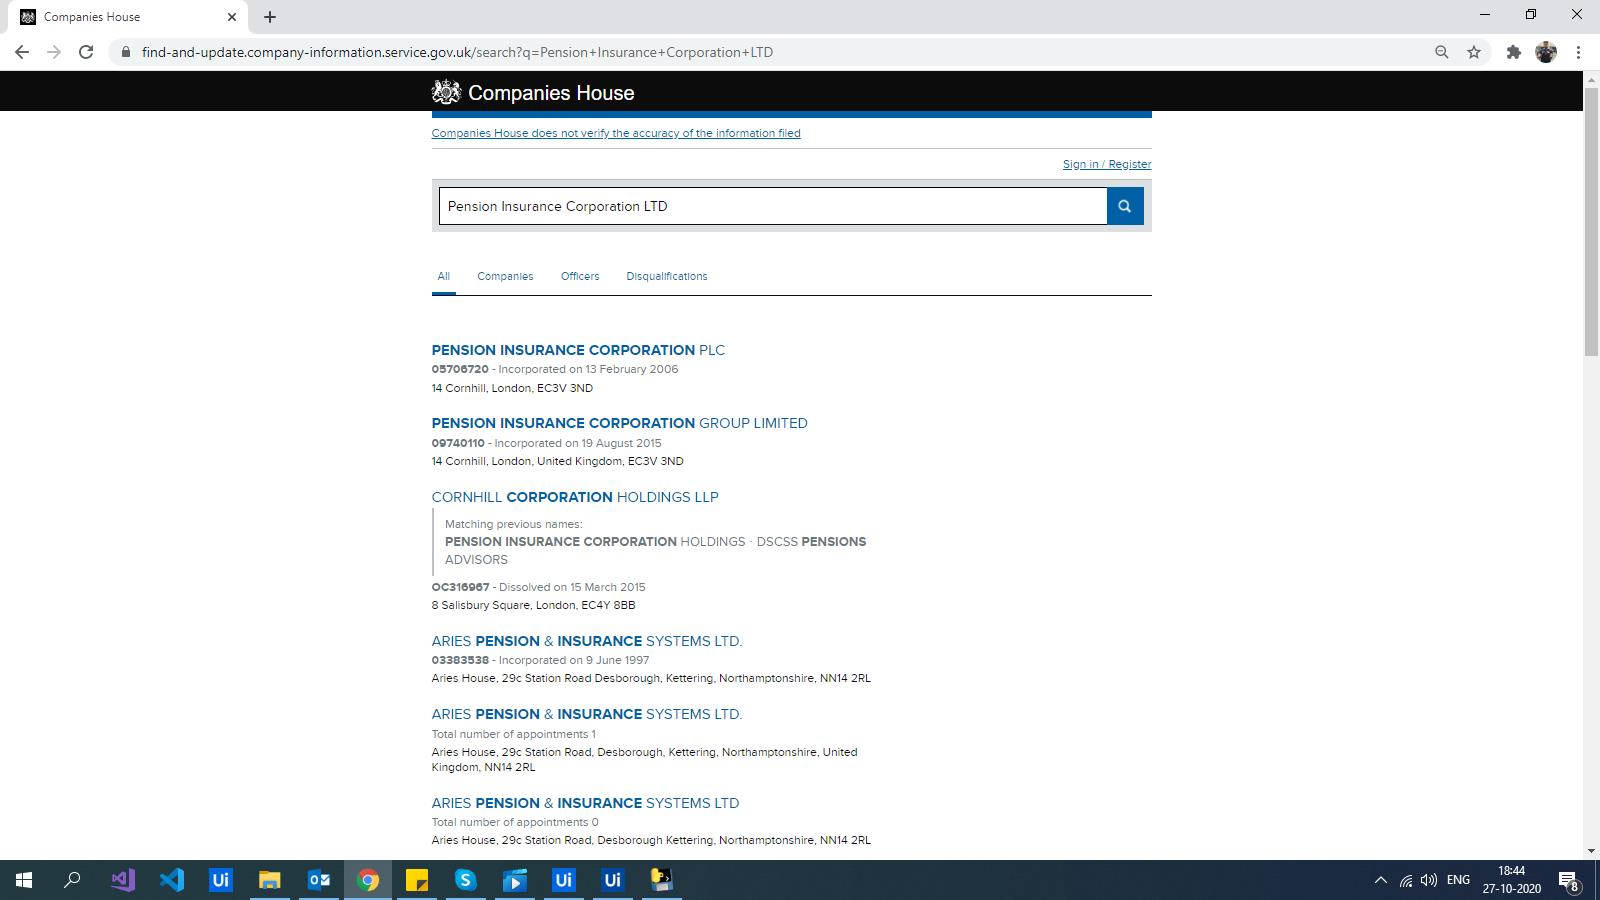 Companies House
find-and-update.company-information.service.gov.uk/search?q=Pension+Insurance+Corporation+LTD
Companies House
Companies House does not verify the accuracy of the information filed
Sign in / Register
Pension Insurance Corporation LTD
All Companies Officers Disqualifications
PENSION INSURANCE CORPORATION PLC
05706720 - Incorporated on 13 February 2006
14 Cornhill, London, EC3V 3ND
PENSION INSURANCE CORPORATION GROUP LIMITED
09740110 - Incorporated on 19 August 2015
14 Cornhill, London, United Kingdom, EC3V 3ND
CORNHILL CORPORATION HOLDINGS LLP
Matching previous names:
PENSION INSURANCE CORPORATION HOLDINGS · DSCSS PENSIONS
ADVISORS
OC316967 - Dissolved on 15 March 2015
8 Salisbury Square, London, EC4Y 8BB
ARIES PENSION & INSURANCE SYSTEMS LTD.
03383538 - Incorporated on 9 June 1997
Aries House, 29c Station Road Desborough, Kettering, Northamptonshire, NN14 2RL
ARIES PENSION & INSURANCE SYSTEMS LTD.
Total number of appointments 1
Aries House, 29c Station Road, Desborough, Kettering, Northamptonshire, United
Kingdom, NN14 2RL
ARIES PENSION & INSURANCE SYSTEMS LTD
Total number of appointments 0
Aries House, 29c Station Road, Desborough Kettering, Northamptonshire, NN14 2RL
Ui Ui Ui
ENG
18:44
27-10-2020
8